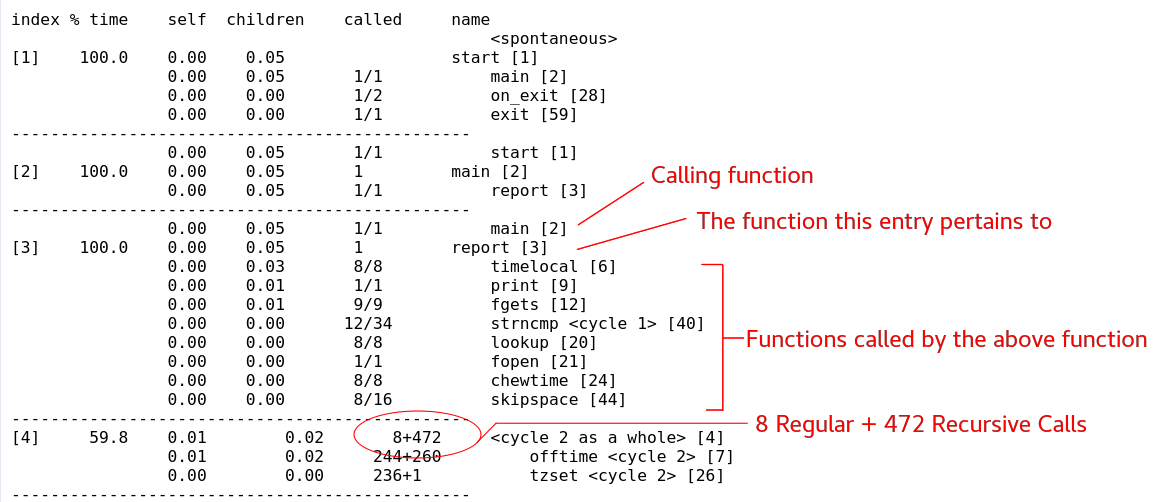 index % time    self  children    called     name
                                                 <spontaneous>
[1]    100.0    0.00    0.05                 start [1]
                0.00    0.05       1/1           main [2]
                0.00    0.00       1/2           on_exit [28]
                0.00    0.00       1/1           exit [59]
-----------------------------------------------
                0.00    0.05       1/1           start [1]
[2]    100.0    0.00    0.05       1         main [2]
                0.00    0.05       1/1           report [3]
Calling function
-----------------------------------------------
                0.00    0.05       1/1           main [2]
The function this entry pertains to
[3]    100.0    0.00    0.05       1         report [3]
                0.00    0.03       8/8           timelocal [6]
                0.00    0.01       1/1           print [9]
                0.00    0.01       9/9           fgets [12]
                0.00    0.00      12/34          strncmp <cycle 1> [40]
                0.00    0.00       8/8           lookup [20]
Functions called by the above function
                0.00    0.00       1/1           fopen [21]
                0.00    0.00       8/8           chewtime [24]
                0.00    0.00       8/16          skipspace [44]
-----------------------------------------------
8 Regular + 472 Recursive Calls
[4]     59.8    0.01        0.02       8+472     <cycle 2 as a whole> [4]
                0.01        0.02     244+260         offtime <cycle 2> [7]
                0.00        0.00     236+1           tzset <cycle 2> [26]
-----------------------------------------------